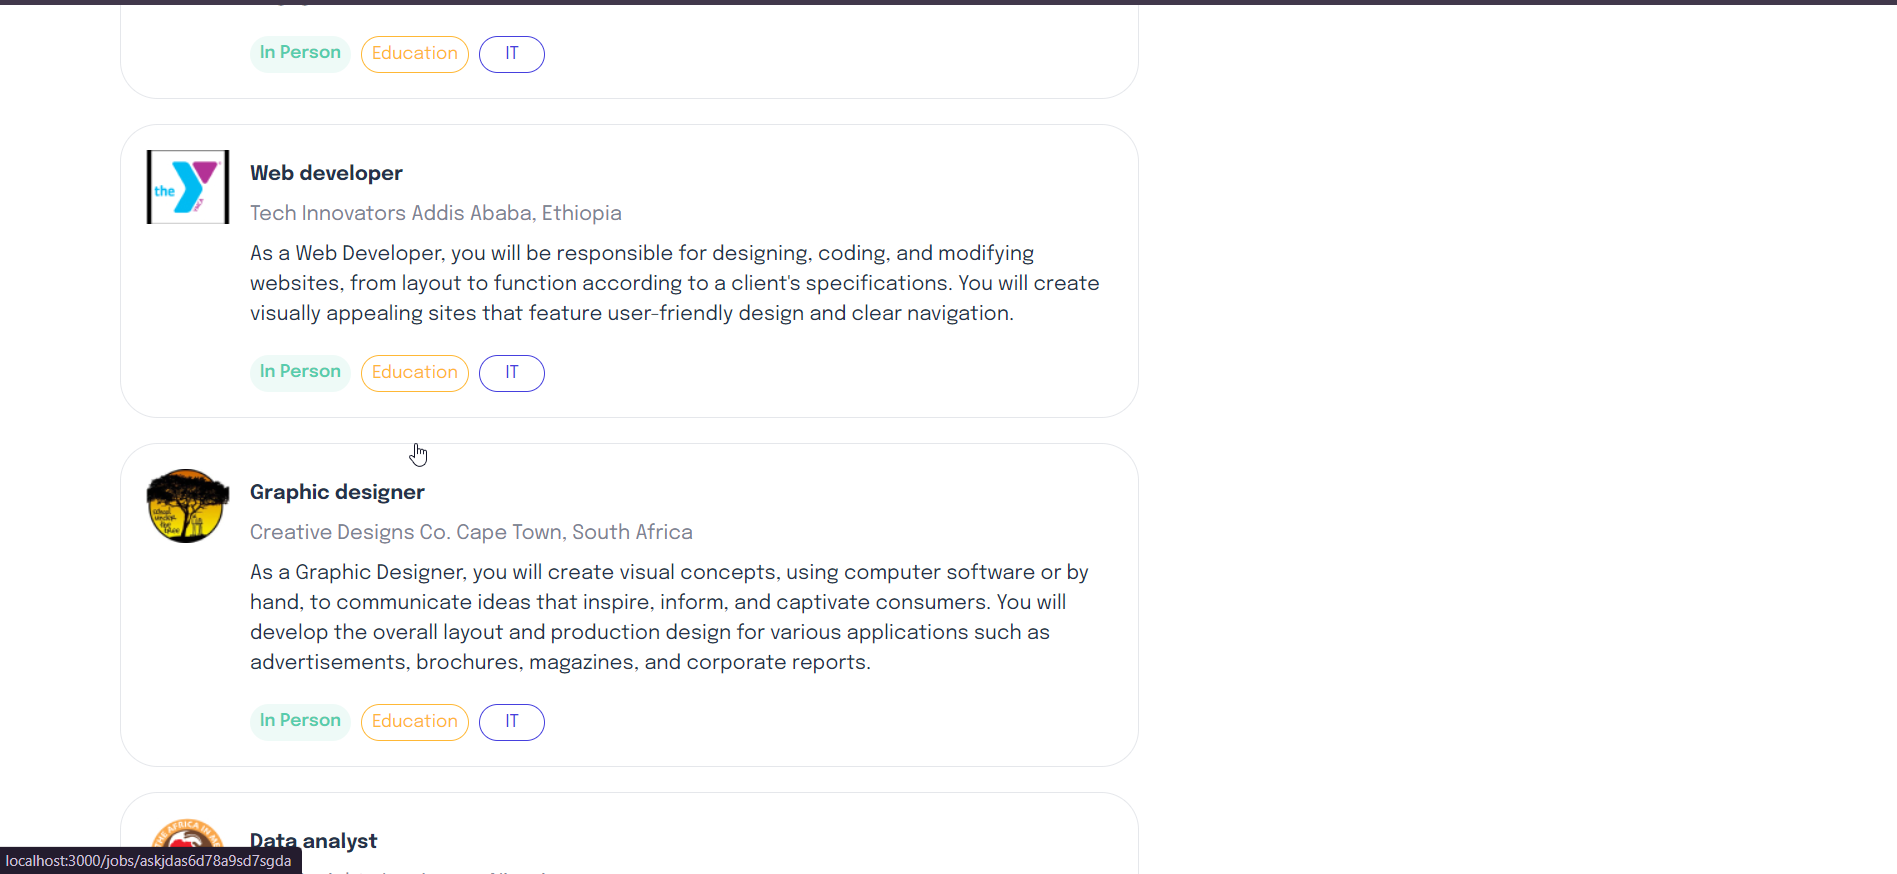 In Person Education IT
the
Web developer
Tech Innovators Addis Ababa, Ethiopia
As a Web Developer, you will be responsible for designing, coding, and modifying
websites, from layout to function according to a client's specifications. You will create
visually appealing sites that feature user-friendly design and clear navigation.
In Person Education IT
Graphic designer
Creative Designs Co. Cape Town, South Africa
As a Graphic Designer, you will create visual concepts, using computer software or by
hand, to communicate ideas that inspire, inform, and captivate consumers. You will
develop the overall layout and production design for various applications such as
advertisements, brochures, magazines, and corporate reports.
In Person Education IT
Data analyst
localhost:3000/jobs/askjdas6d78a9sd7sgda